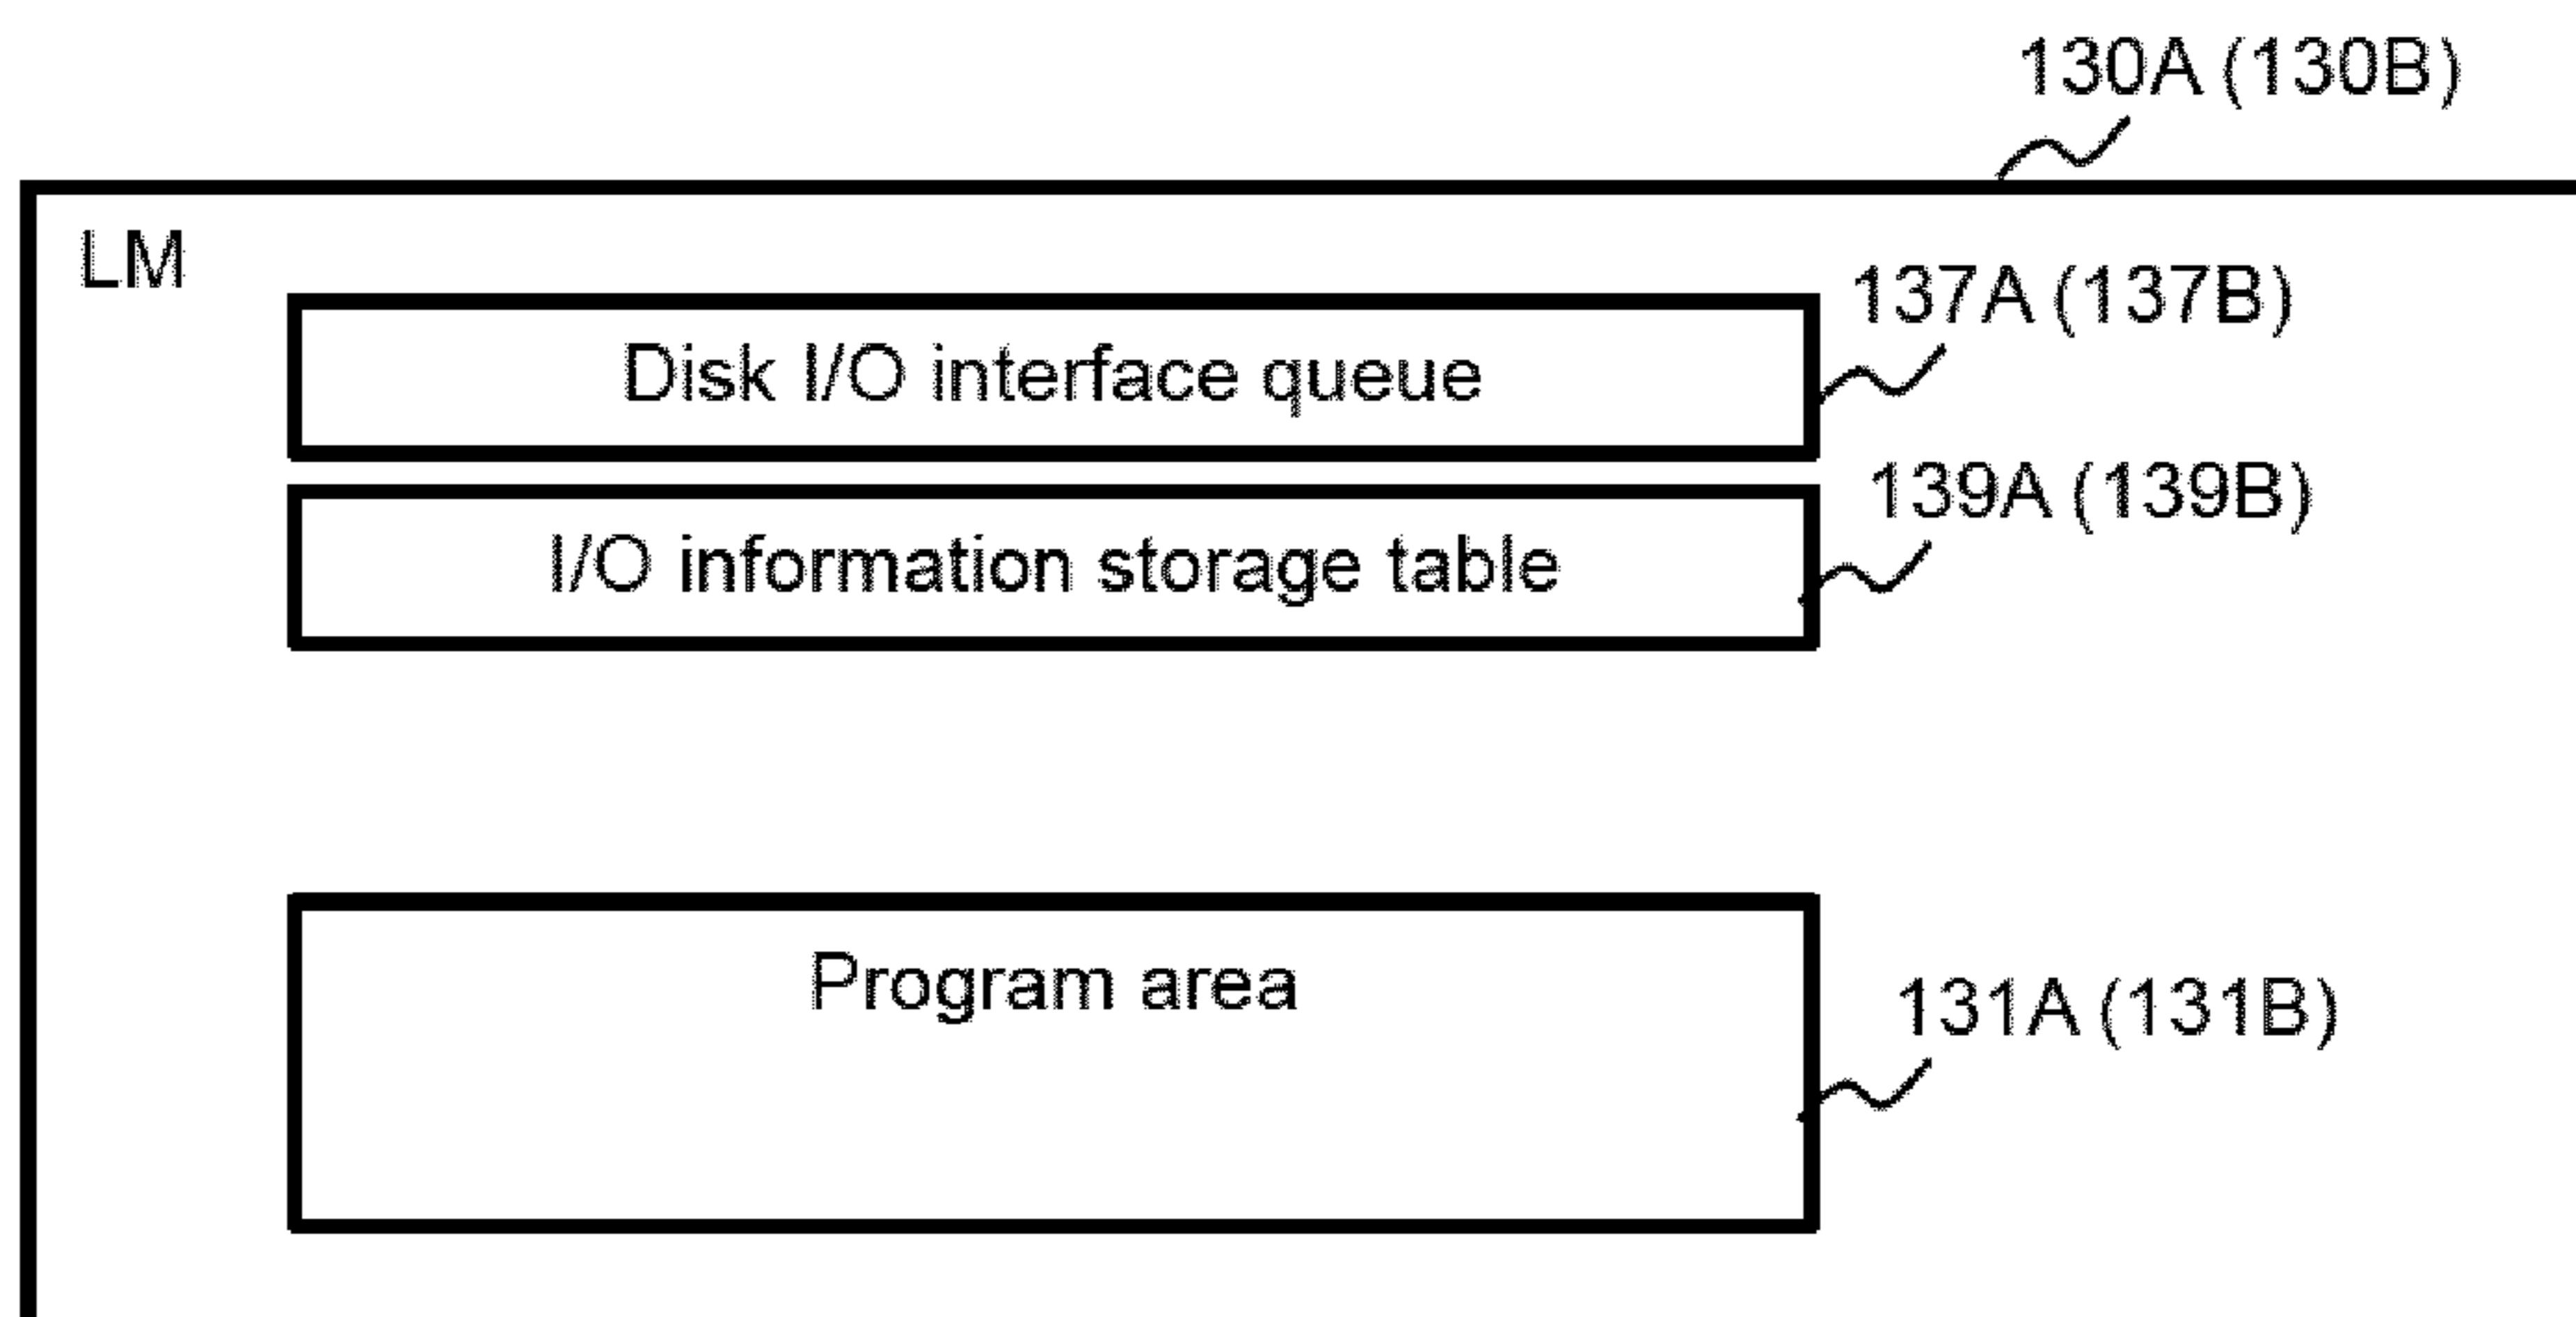 130A (130B)
LM
137A (137B)
Disk I/O interface queue
139A (139B)
I/O information storage table
Program area
131A (131B)